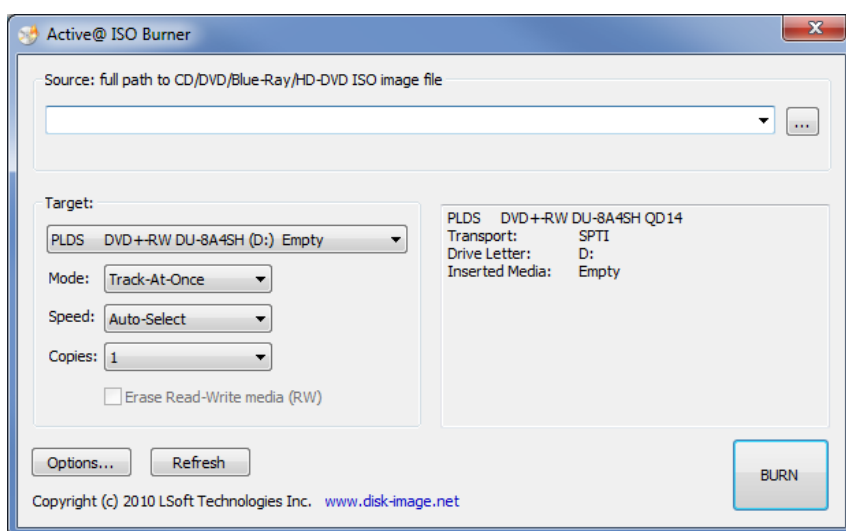 Active@ ISO Burner
Source: full path to CD/DVD/Blue-Ray/HD-DVD ISO image file
...
Target:
PLDS DVD+-RW DU-8A4SH (D:) Empty
Mode: Track-At-Once
Speed: Auto-Select
Copies: 1
Erase Read-Write media (RW)
PLDS DVD+-RW DU-8A4SH QD14
Transport: SPTI
Drive Letter: D:
Inserted Media: Empty
Options... Refresh
BURN
Copyright (c) 2010 LSoft Technologies Inc. www.disk-image.net